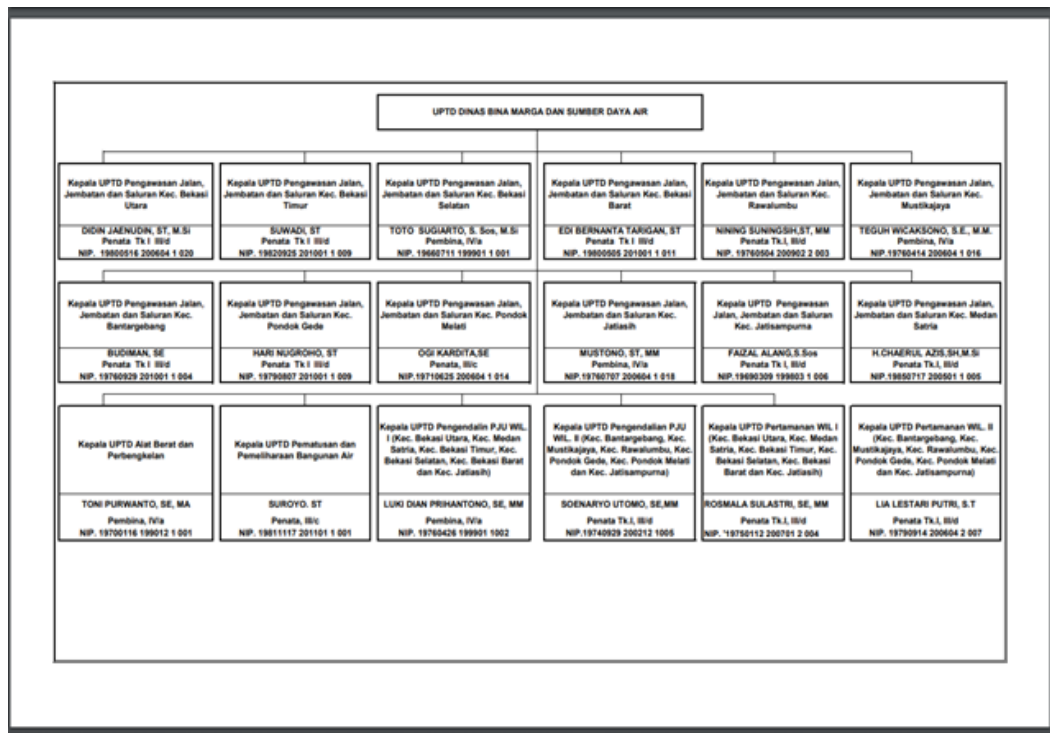 UPTD DINAS BINA MARGA DAN SUMBER DAYA AIR
Kepala UPTD Pengawasan Jalan,
Jembatan dan Saluran Kec. Bekasi
Utara
DIDIN JAENUDIN, ST, M.Si
Penata Tk I III/d
NIP. 19800516 200604 1 020
Kepala UPTD Pengawasan Jalan,
Jembatan dan Saluran Kec. Bekasi
Timur
SUWADI, ST
Penata Tk I III/d
NIP. 19820925 201001 1 009
Kepala UPTD Pengawasan Jalan,
Jembatan dan Saluran Kec. Bekasi
Selatan
TOTO SUGIARTO, S. Sos, M.Si
Pembina, IV/a
NIP. 19660711 199901 1 001
Kepala UPTD Pengawasan Jalan,
Jembatan dan Saluran Kec. Bekasi
Barat
EDI BERNANTA TARIGAN, ST
Penata Tk I III/d
NIP. 19800505 201001 1 011
Kepala UPTD Pengawasan Jalan,
Jembatan dan Saluran Kec.
Rawalumbu
NINING SUNINGSIH,ST, MM
Penata Tk.I, III/d
NIP. 19760504 200902 2 003
Kepala UPTD Pengawasan Jalan,
Jembatan dan Saluran Kec.
Mustikajaya
TEGUH WICAKSONO, S.E., M.M.
Pembina, IV/a
NIP.19760414 200604 1 016
Kepala UPTD Pengawasan Jalan,
Jembatan dan Saluran Kec.
Bantargebang
BUDIMAN, SE
Penata Tk I III/d
NIP. 19760929 201001 1 004
Kepala UPTD Pengawasan Jalan,
Jembatan dan Saluran Kec.
Pondok Gede
HARI NUGROHO, ST
Penata Tk I III/d
NIP. 19790807 201001 1 009
Kepala UPTD Pengawasan Jalan,
Jembatan dan Saluran Kec. Pondok
Melati
OGI KARDITA,SE
Penata, III/c
NIP.19710625 200604 1 014
Kepala UPTD Pengawasan Jalan,
Jembatan dan Saluran Kec.
Jatiasih
MUSTONO, ST, MM
Pembina, IV/a
NIP.19760707 200604 1 018
Kepala UPTD Pengawasan
Jalan, Jembatan dan Saluran
Kec. Jatisampurna
FAIZAL ALANG,S.Sos
Penata Tk.I, III/d
NIP.19690309 199803 1 006
Kepala UPTD Pengawasan Jalan,
Jembatan dan Saluran Kec. Medan
Satria
H.CHAERUL AZIS,SH,M.Si
Penata Tk.I, III/d
NIP.19850717 200501 1 005
Kepala UPTD Alat Berat dan
Perbengkelan
TONI PURWANTO, SE, MA
Pembina, IV/a
NIP. 19700116 199012 1 001
Kepala UPTD Pematusan dan
Pemeliharaan Bangunan Air
SUROYO. ST
Penata, III/c
NIP. 19811117 201101 1 001
Kepala UPTD Pengendalin PJU WIL.
I (Kec. Bekasi Utara, Kec. Medan
Satria, Kec. Bekasi Timur, Kec.
Bekasi Selatan, Kec. Bekasi Barat
dan Kec. Jatiasih)
LUKI DIAN PRIHANTONO, SE, MM
Pembina, IV/a
NIP. 19760426 199901 1002
Kepala UPTD Pengendalian PJU
WIL. II (Kec. Bantargebang, Kec.
Mustikajaya, Kec. Rawalumbu, Kec.
Pondok Gede, Kec. Pondok Melati
dan Kec. Jatisampurna)
SOENARYO UTOMO, SE,MM
Penata Tk.I, III/d
NIP.19740929 200212 1005
Kepala UPTD Pertamanan WIL I
(Kec. Bekasi Utara, Kec. Medan
Satria, Kec. Bekasi Timur, Kec.
Bekasi Selatan, Kec. Bekasi
Barat dan Kec. Jatiasih)
ROSMALA SULASTRI, SE, MM
Penata Tk.I, III/d
NIP. '19750112 200701 2 004
Kepala UPTD Pertamanan WIL. II
(Kec. Bantargebang, Kec.
Mustikajaya, Kec. Rawalumbu, Kec.
Pondok Gede, Kec. Pondok Melati
dan Kec. Jatisampurna)
LIA LESTARI PUTRI, S.T
Penata Tk.I, III/d
NIP. 19790914 200604 2 007